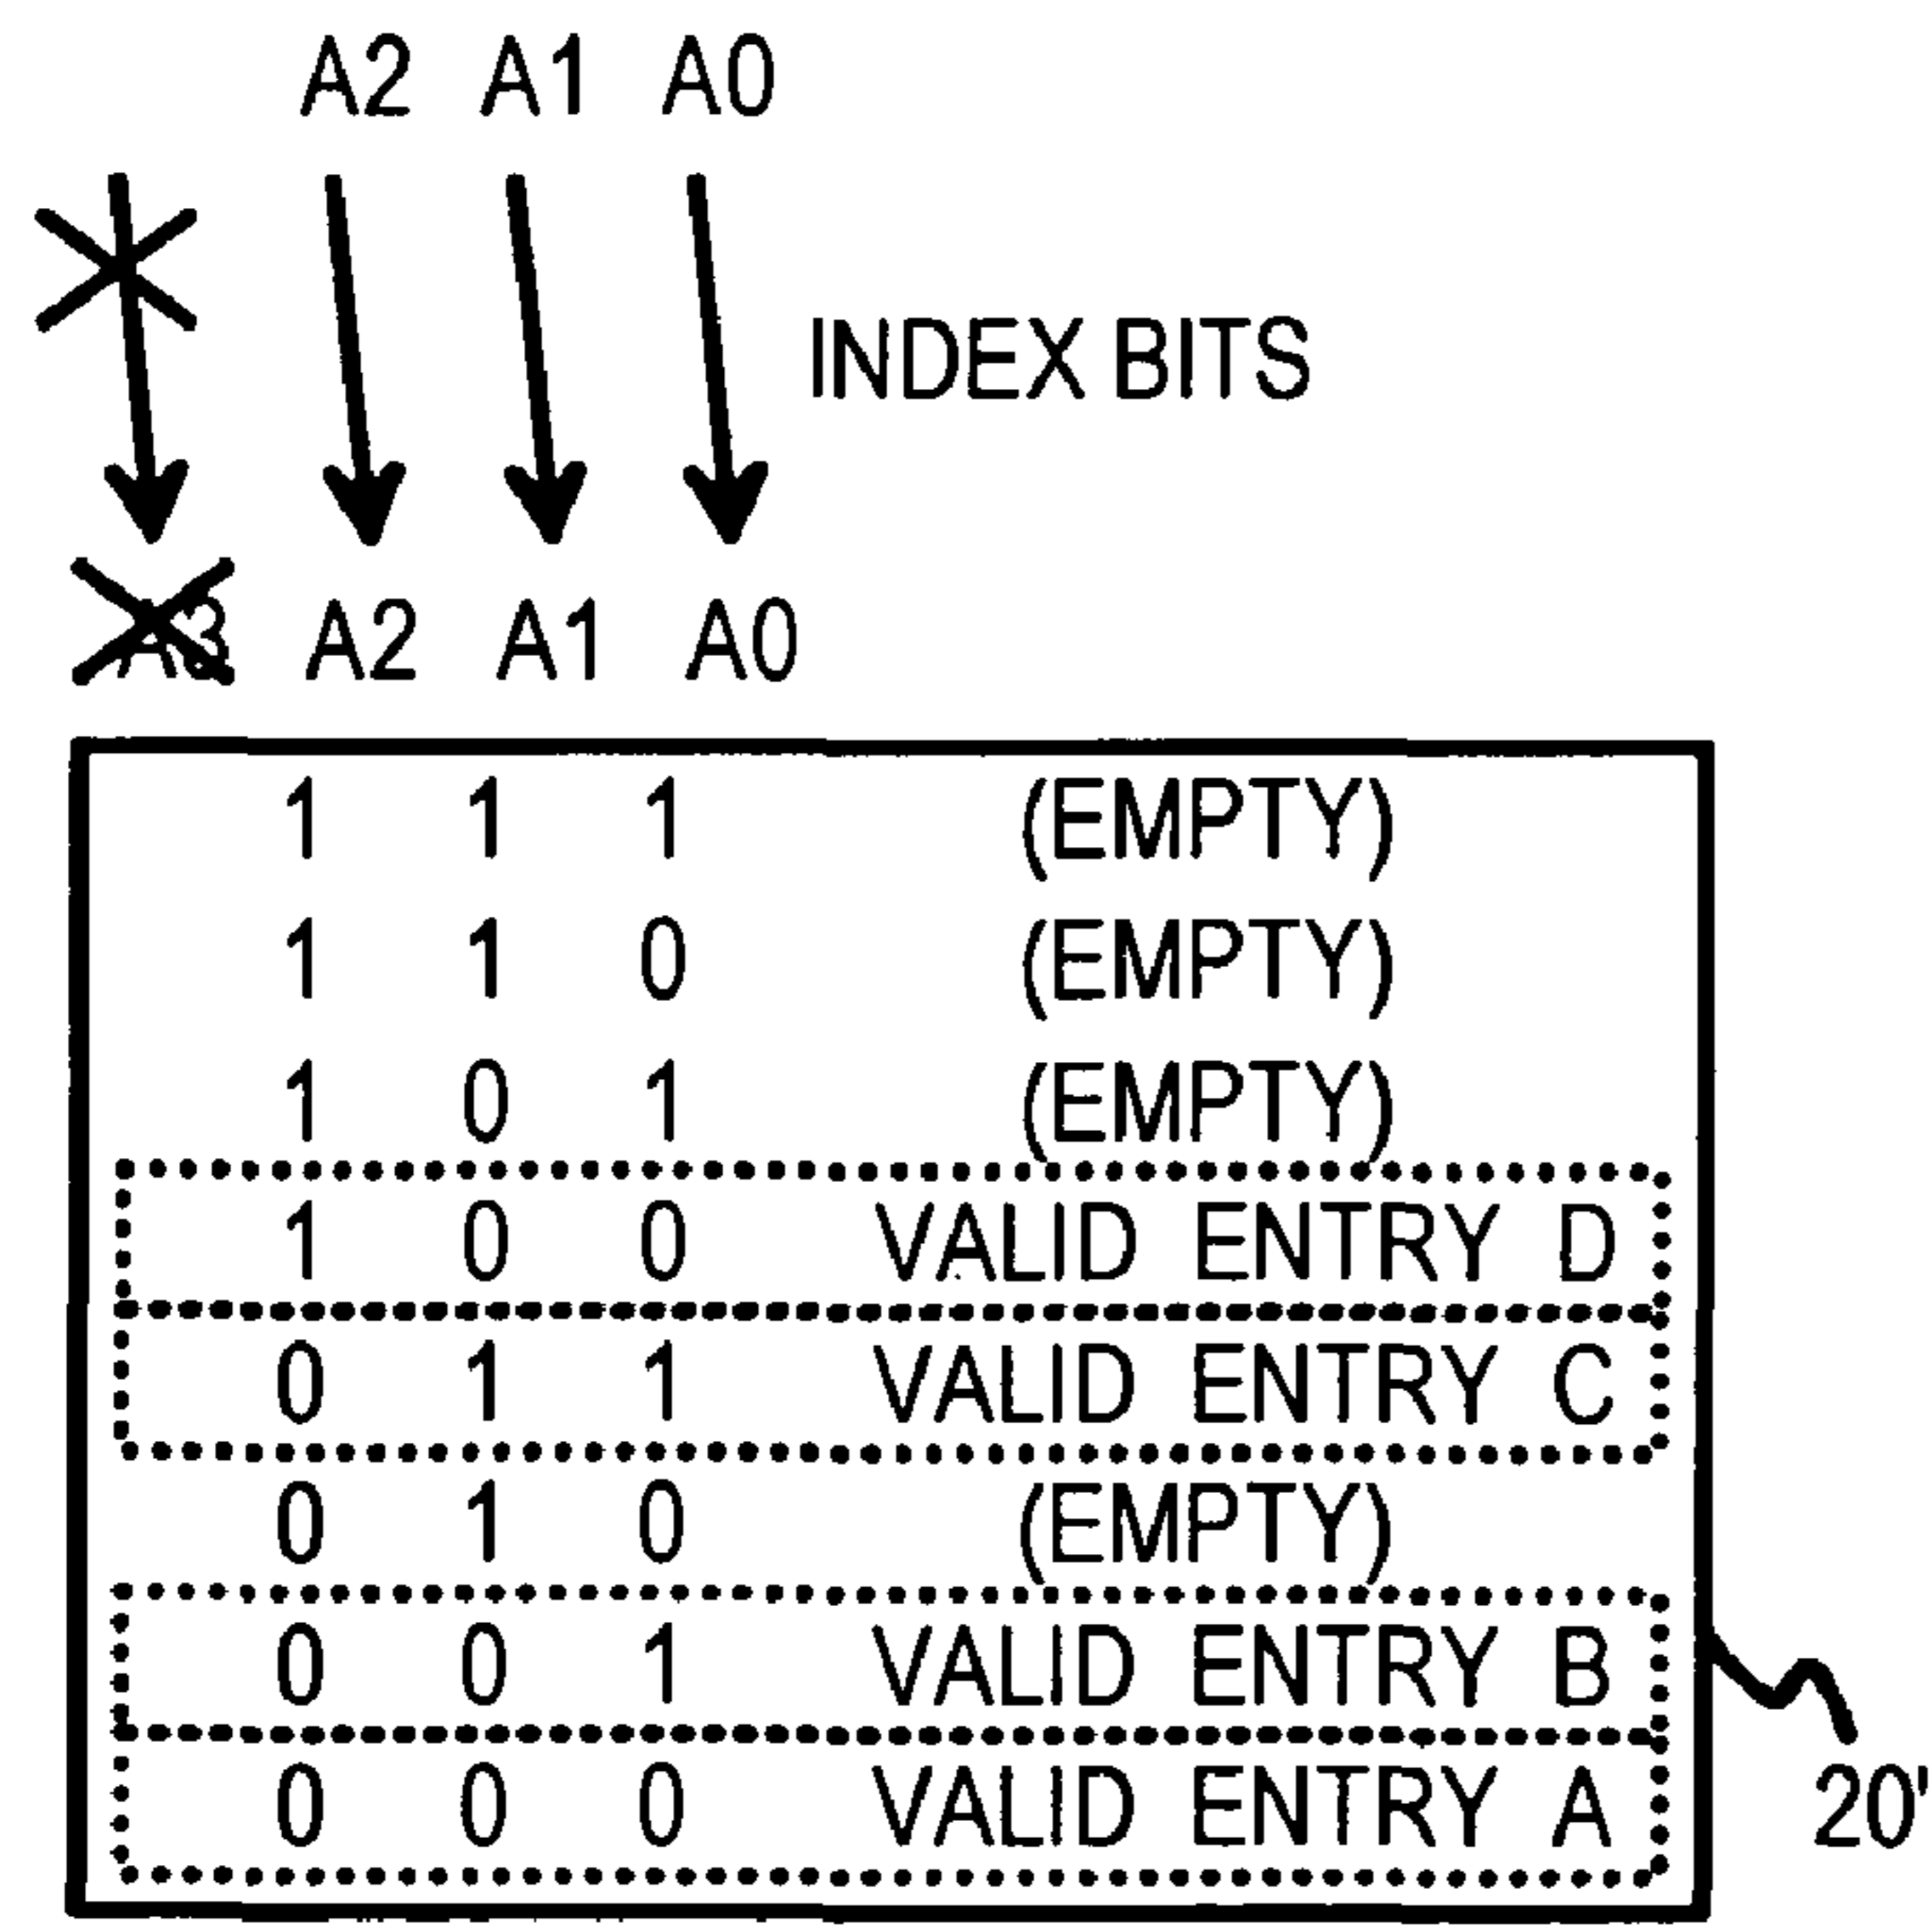 A2 A1 A0
INDEX BITS
A3 A2 A1 A0
1 1 1 (EMPTY)
1 1 0 (EMPTY)
1 0 1 (EMPTY)
1 0 0 VALID ENTRY D
0 1 1 VALID ENTRY C
0 1 0 (EMPTY)
0 0 1 VALID ENTRY B
0 0 0 VALID ENTRY A
20'